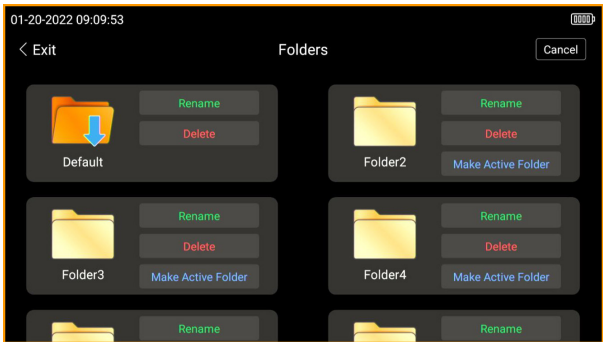 01-20-2022 09:09:53
< Exit
Folders
Cancel
Rename
Delete
Default
Rename
Delete
Folder2
Make Active Folder
Rename
Delete
Folder3
Make Active Folder
Rename
Delete
Folder4
Make Active Folder
Rename
Rename